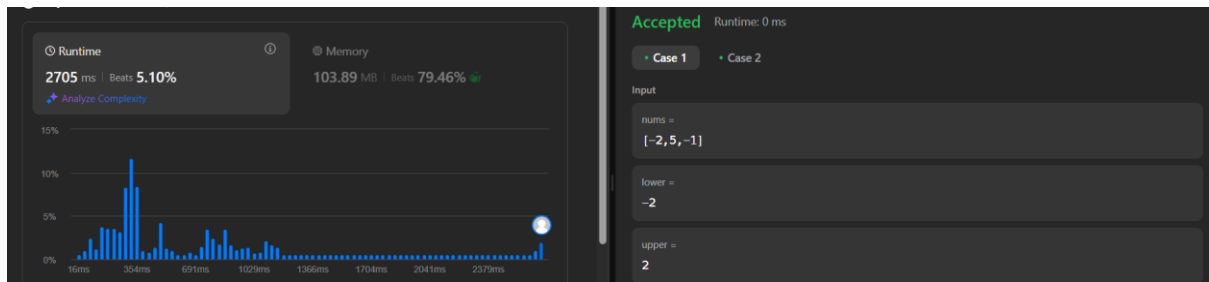 Runtime
2705 ms | Beats 5.10%
Analyze Complexity
Memory
103.89 MB | Beats 79.46%
15%
10%
5%
0%
16ms 354ms 691ms 1029ms 1366ms 1704ms 2041ms 2379ms
Accepted Runtime: 0 ms
• Case 1 • Case 2
Input
nums =
[-2,5,-1]
lower =
-2
upper =
2